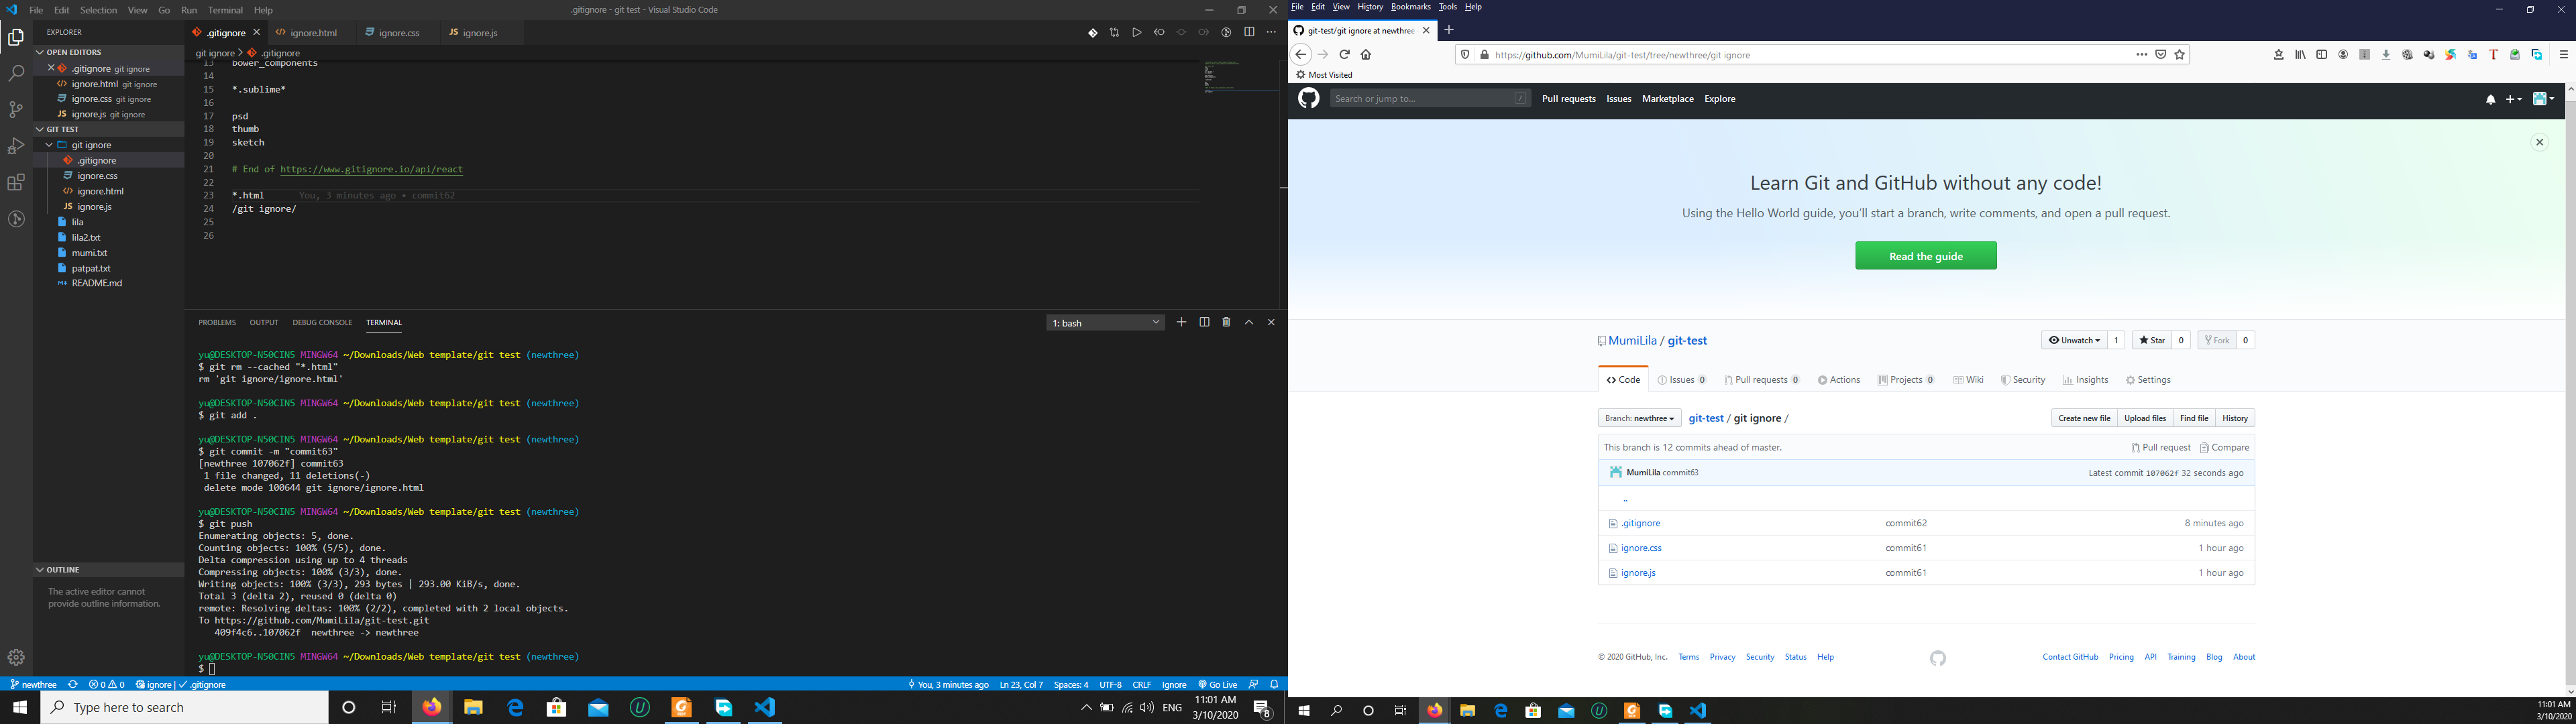 File Edit Selection View Go Run Terminal Help
.gitignore - git test - Visual Studio Code
EXPLORER
OPEN EDITORS
.gitignore git ignore
ignore.html git ignore
ignore.css git ignore
JS ignore.js git ignore
GIT TEST
git ignore
.gitignore
ignore.css
ignore.html
JS ignore.js
lila
lila2.txt
mumi.txt
patpat.txt
README.md
OUTLINE
The active editor cannot
provide outline information.
.gitignore
ignore.html
ignore.css
JS ignore.js
git ignore > .gitignore
13 bower_components
14
15 *.sublime*
16
17 psd
18 thumb
19 sketch
20
21 # End of https://www.gitignore.io/api/react
22
23 *.html You, 3 minutes ago • commit62
24 /git ignore/
25
26
PROBLEMS OUTPUT DEBUG CONSOLE TERMINAL
1: bash
yu@DESKTOP-N50CIN5 MINGW64 ~/Downloads/Web template/git test (newthree)
$ git rm --cached "*.html"
rm 'git ignore/ignore.html'
yu@DESKTOP-N50CIN5 MINGW64 ~/Downloads/Web template/git test (newthree)
$ git add .
yu@DESKTOP-N50CIN5 MINGW64 ~/Downloads/Web template/git test (newthree)
$ git commit -m "commit63"
[newthree 107062f] commit63
1 file changed, 11 deletions(-)
delete mode 100644 git ignore/ignore.html
yu@DESKTOP-N50CIN5 MINGW64 ~/Downloads/Web template/git test (newthree)
$ git push
Enumerating objects: 5, done.
Counting objects: 100% (5/5), done.
Delta compression using up to 4 threads
Compressing objects: 100% (3/3), done.
Writing objects: 100% (3/3), 293 bytes | 293.00 KiB/s, done.
Total 3 (delta 2), reused 0 (delta 0)
remote: Resolving deltas: 100% (2/2), completed with 2 local objects.
To https://github.com/MumiLila/git-test.git
409f4c6..107062f newthree -> newthree
yu@DESKTOP-N50CIN5 MINGW64 ~/Downloads/Web template/git test (newthree)
$
newthree 0 0 ignore | ✓ .gitignore
You, 3 minutes ago Ln 23, Col 7 Spaces: 4 UTF-8 CRLF Ignore Go Live
Type here to search
ENG
11:01 AM
3/10/2020
8
File Edit View History Bookmarks Tools Help
git-test/git ignore at newthree
https://github.com/MumiLila/git-test/tree/newthree/git ignore
Most Visited
Search or jump to... /
Pull requests Issues Marketplace Explore
Learn Git and GitHub without any code!
Using the Hello World guide, you'll start a branch, write comments, and open a pull request.
Read the guide
MumiLila / git-test
Unwatch 1 Star 0 Fork 0
Code Issues 0 Pull requests 0 Actions Projects 0 Wiki Security Insights Settings
Branch: newthree git-test / git ignore /
Create new file Upload files Find file History
This branch is 12 commits ahead of master.
Pull request Compare
MumiLila commit63
Latest commit 107062f 32 seconds ago
..
.gitignore commit62 8 minutes ago
ignore.css commit61 1 hour ago
ignore.js commit61 1 hour ago
© 2020 GitHub, Inc. Terms Privacy Security Status Help
Contact GitHub Pricing API Training Blog About
11:01 AM
3/10/2020